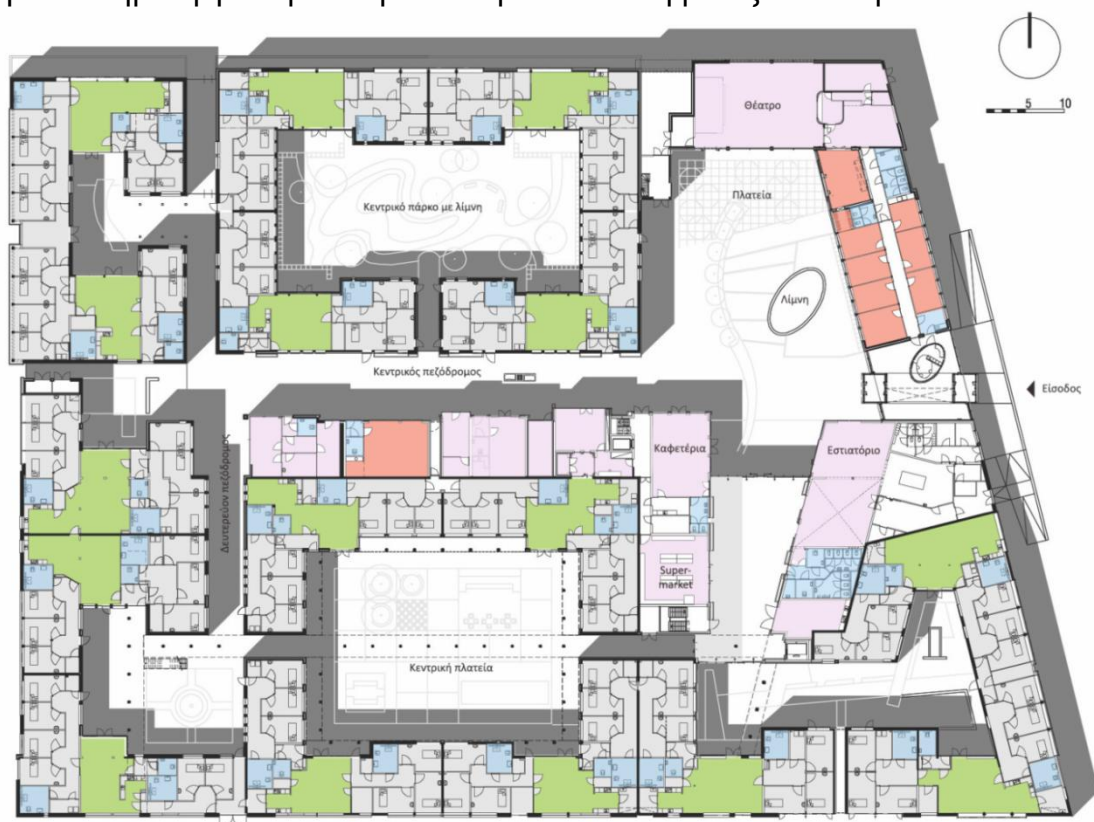 Θέατρο
5 10
Πλατεία
Κεντρικό πάρκο με λίμνη
Λίμνη
Κεντρικός πεζόδρομος
Είσοδος
Δευτερεύον πεζόδρομος
Καφετέρια
Εστιατόριο
Super-
market
Κεντρική πλατεία